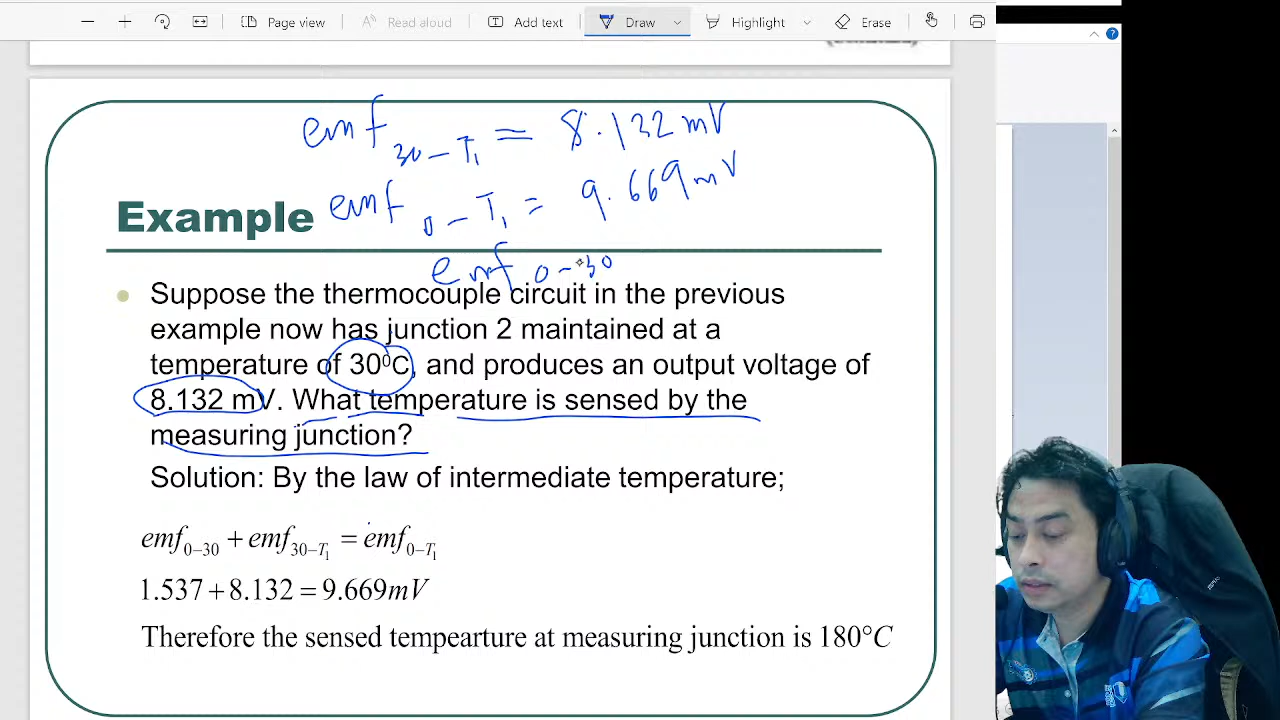 Page view
Read aloud
Add text
Draw
Highlight
Erase
emf 30-T1 = 8.132 mV
emf 0-T1 = 9.669 mV
Example
emf 0-30
Suppose the thermocouple circuit in the previous
example now has junction 2 maintained at a
temperature of 30⁰C, and produces an output voltage of
8.132 mV. What temperature is sensed by the
measuring junction?
Solution: By the law of intermediate temperature;
emf0−30 + emf30−T1 = emf0−T1
1.537 + 8.132 = 9.669mV
Therefore the sensed tempearture at measuring junction is 180°C